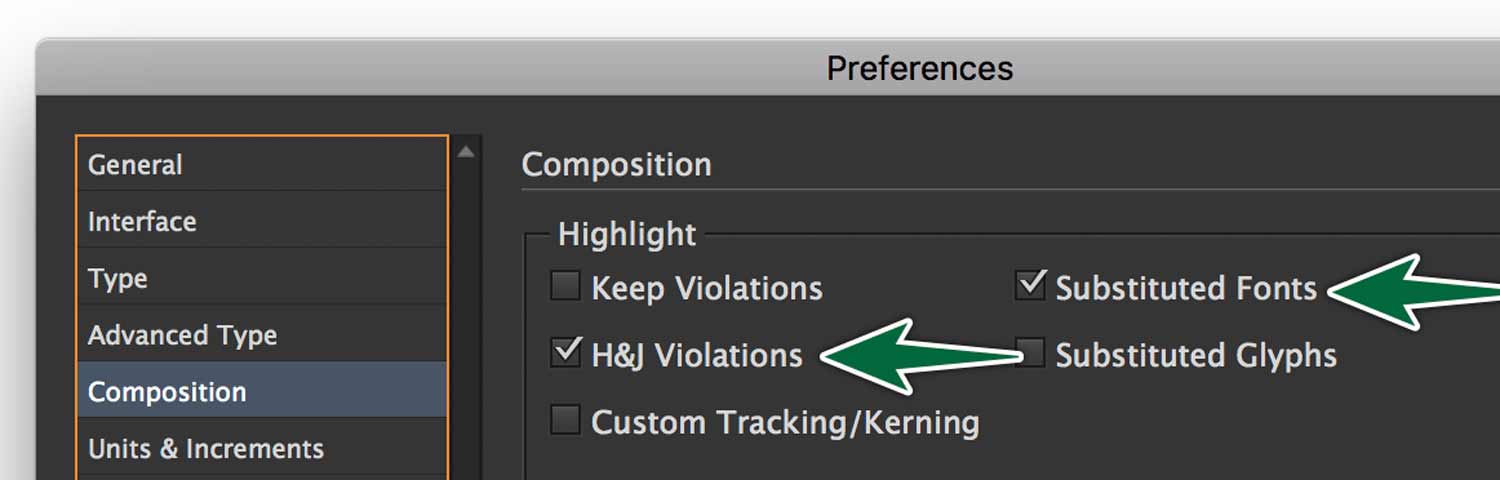 Preferences
General
Interface
Type
Advanced Type
Composition
Units & Increments
Composition
Highlight
Keep Violations
Substituted Fonts
H&J Violations
Substituted Glyphs
Custom Tracking/Kerning